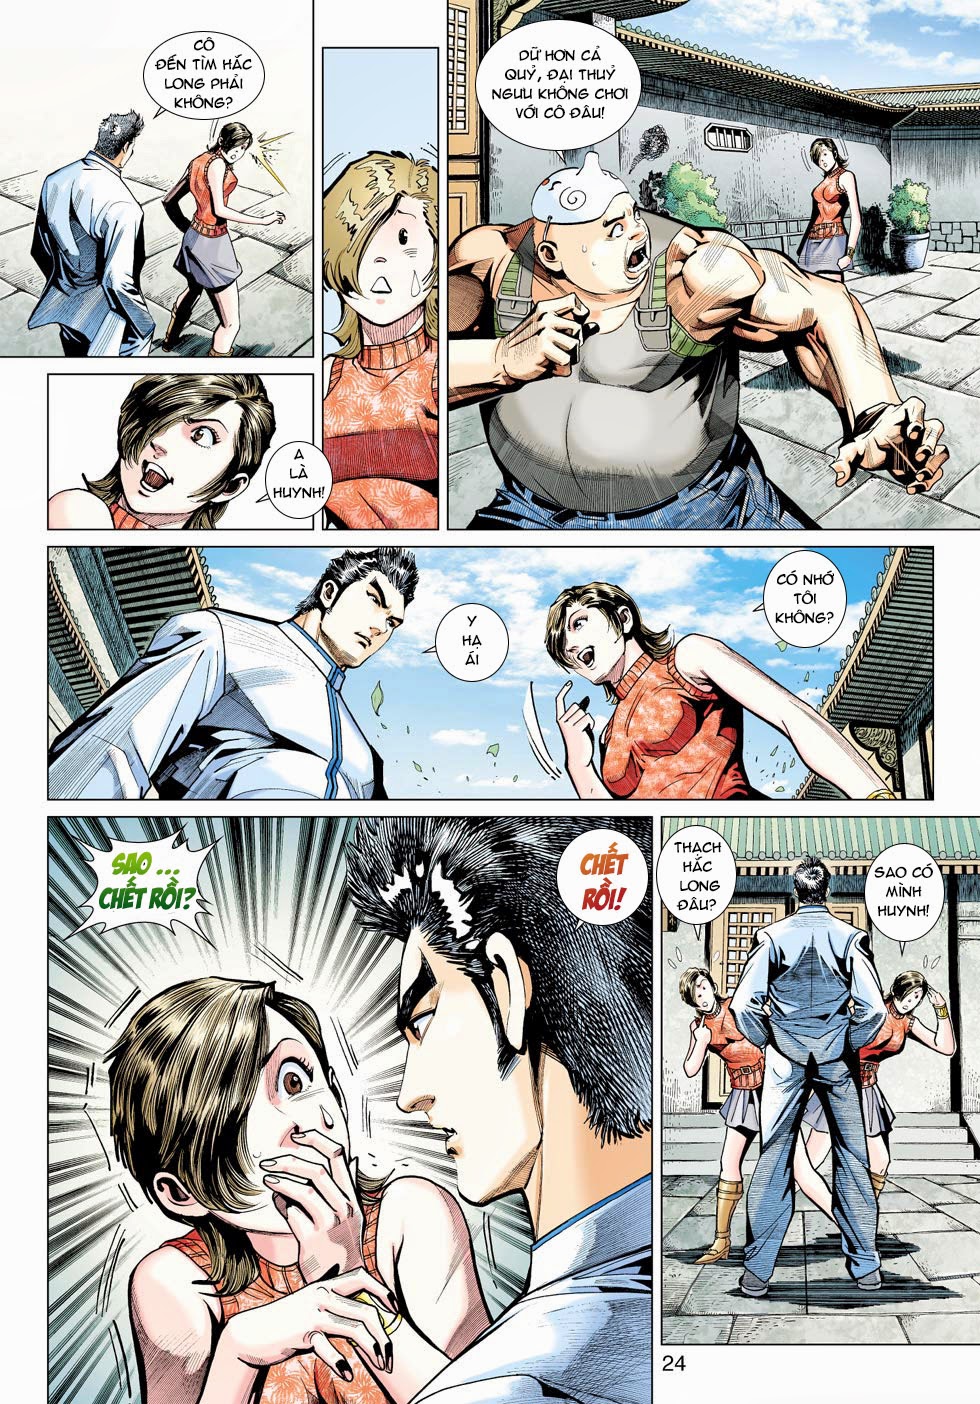 DỮ HƠN CẢ
QUỶ, ĐẠI THUỶ
NGƯU KHÔNG CHƠI
VỚI CÔ ĐÂU!
CÔ
ĐẾN TÌM HẮC
LONG PHẢI
KHÔNG?
A
LÀ
HUYNH!
CÓ NHỚ
TÔI
KHÔNG?
Y
HẠ
ÁI
SAO CÓ
MÌNH
HUYNH!
THẠCH
HẮC
LONG
ĐÂU?
CHẾT
RỒI!
SAO ...
CHẾT RỒI?
24